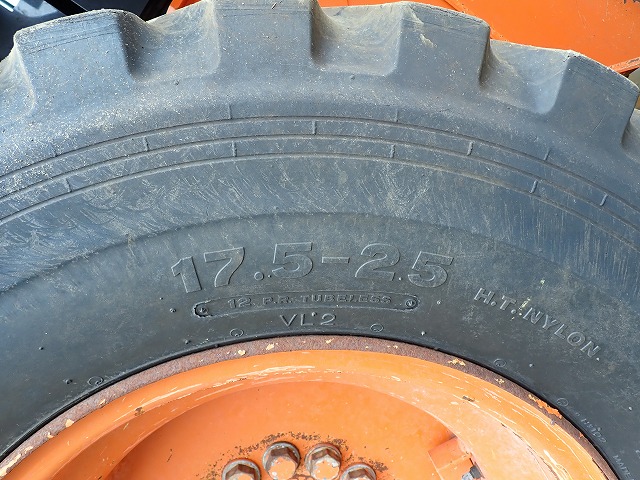 17.5-25
12 P.R. TUBELESS
VL2
H.T. NYLON.